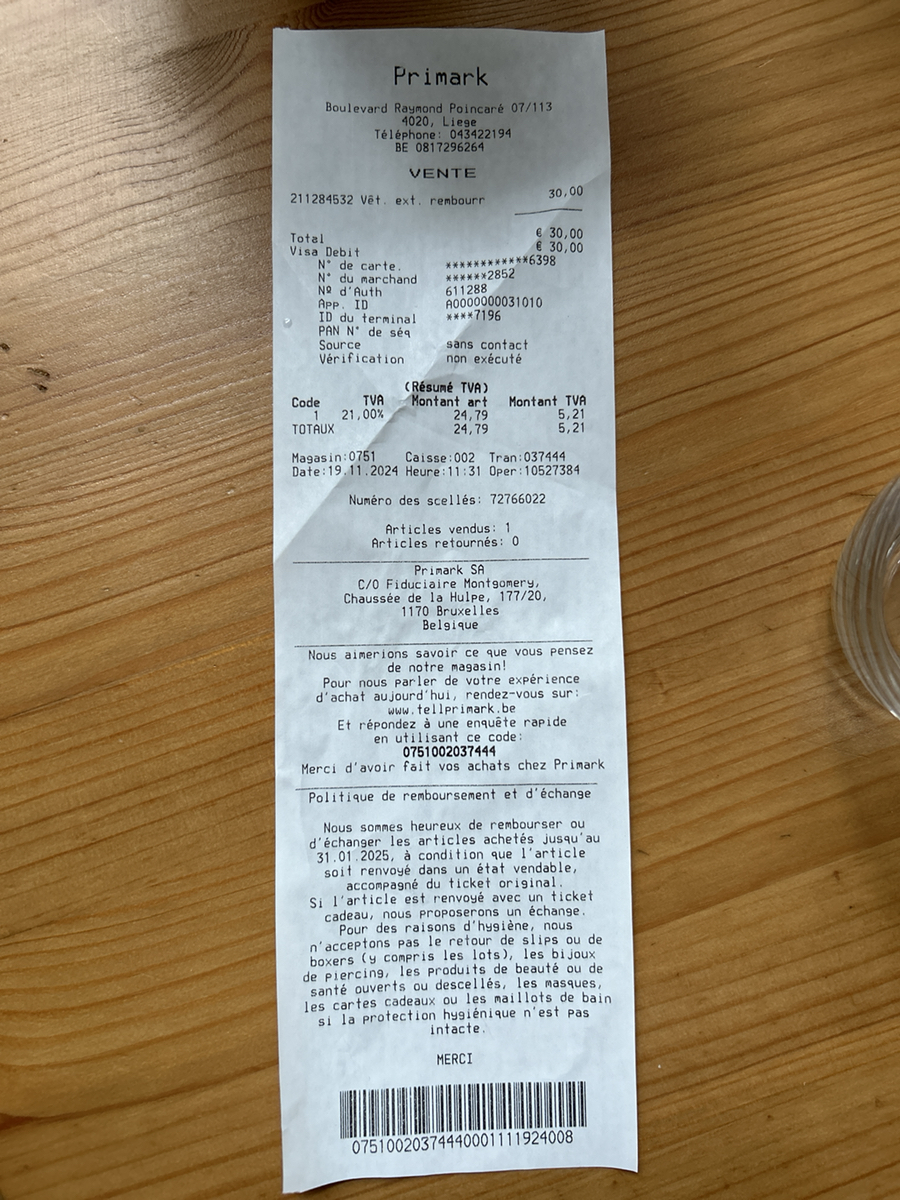 Primark
Boulevard Raymond Poincaré 07/113
4020, Liege
Téléphone: 043422194
BE 0817296264
VENTE
211284532 Vêt. ext. rembourr 30,00
Total € 30,00
Visa Debit € 30,00
N° de carte. ************6398
N° du marchand ******2852
Nº d'Auth 611288
App. ID A0000000031010
ID du terminal ****7196
PAN N° de séq
Source sans contact
Vérification non exécuté
(Résumé TVA)
Code TVA Montant art Montant TVA
1 21,00% 24,79 5,21
TOTAUX 24,79 5,21
Magasin:0751 Caisse:002 Tran:037444
Date:19.11.2024 Heure:11:31 Oper:10527384
Numéro des scellés: 72766022
Articles vendus: 1
Articles retournés: 0
Primark SA
C/O Fiduciaire Montgomery,
Chaussée de la Hulpe, 177/20,
1170 Bruxelles
Belgique
Nous aimerions savoir ce que vous pensez
de notre magasin!
Pour nous parler de votre expérience
d'achat aujourd'hui, rendez-vous sur:
www.tellprimark.be
Et répondez à une enquête rapide
en utilisant ce code:
0751002037444
Merci d'avoir fait vos achats chez Primark
Politique de remboursement et d'échange
Nous sommes heureux de rembourser ou
d'échanger les articles achetés jusqu'au
31.01.2025, à condition que l'article
soit renvoyé dans un état vendable,
accompagné du ticket original.
Si l'article est renvoyé avec un ticket
cadeau, nous proposerons un échange.
Pour des raisons d'hygiène, nous
n'acceptons pas le retour de slips ou de
boxers (y compris les lots), les bijoux
de piercing, les produits de beauté ou de
santé ouverts ou descellés, les masques,
les cartes cadeaux ou les maillots de bain
si la protection hygiénique n'est pas
intacte.
MERCI
07510020374440001111924008